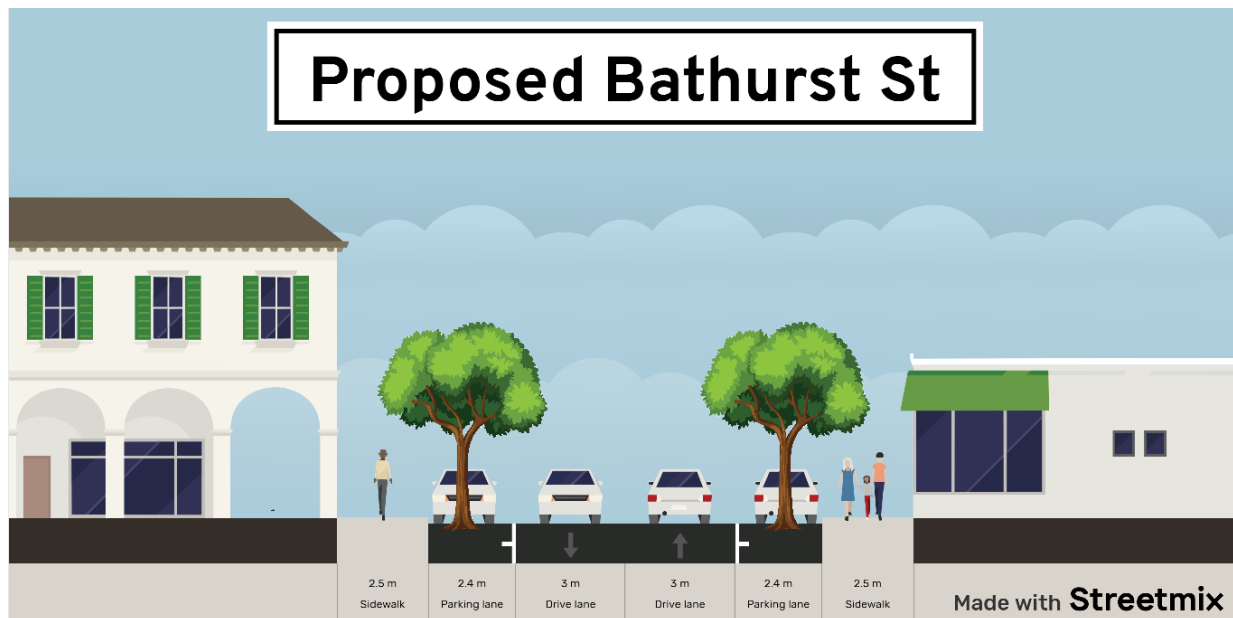 Proposed Bathurst St
2.5 m
Sidewalk
2.4 m
Parking lane
3 m
Drive lane
3 m
Drive lane
2.4 m
Parking lane
2.5 m
Sidewalk
Made with Streetmix